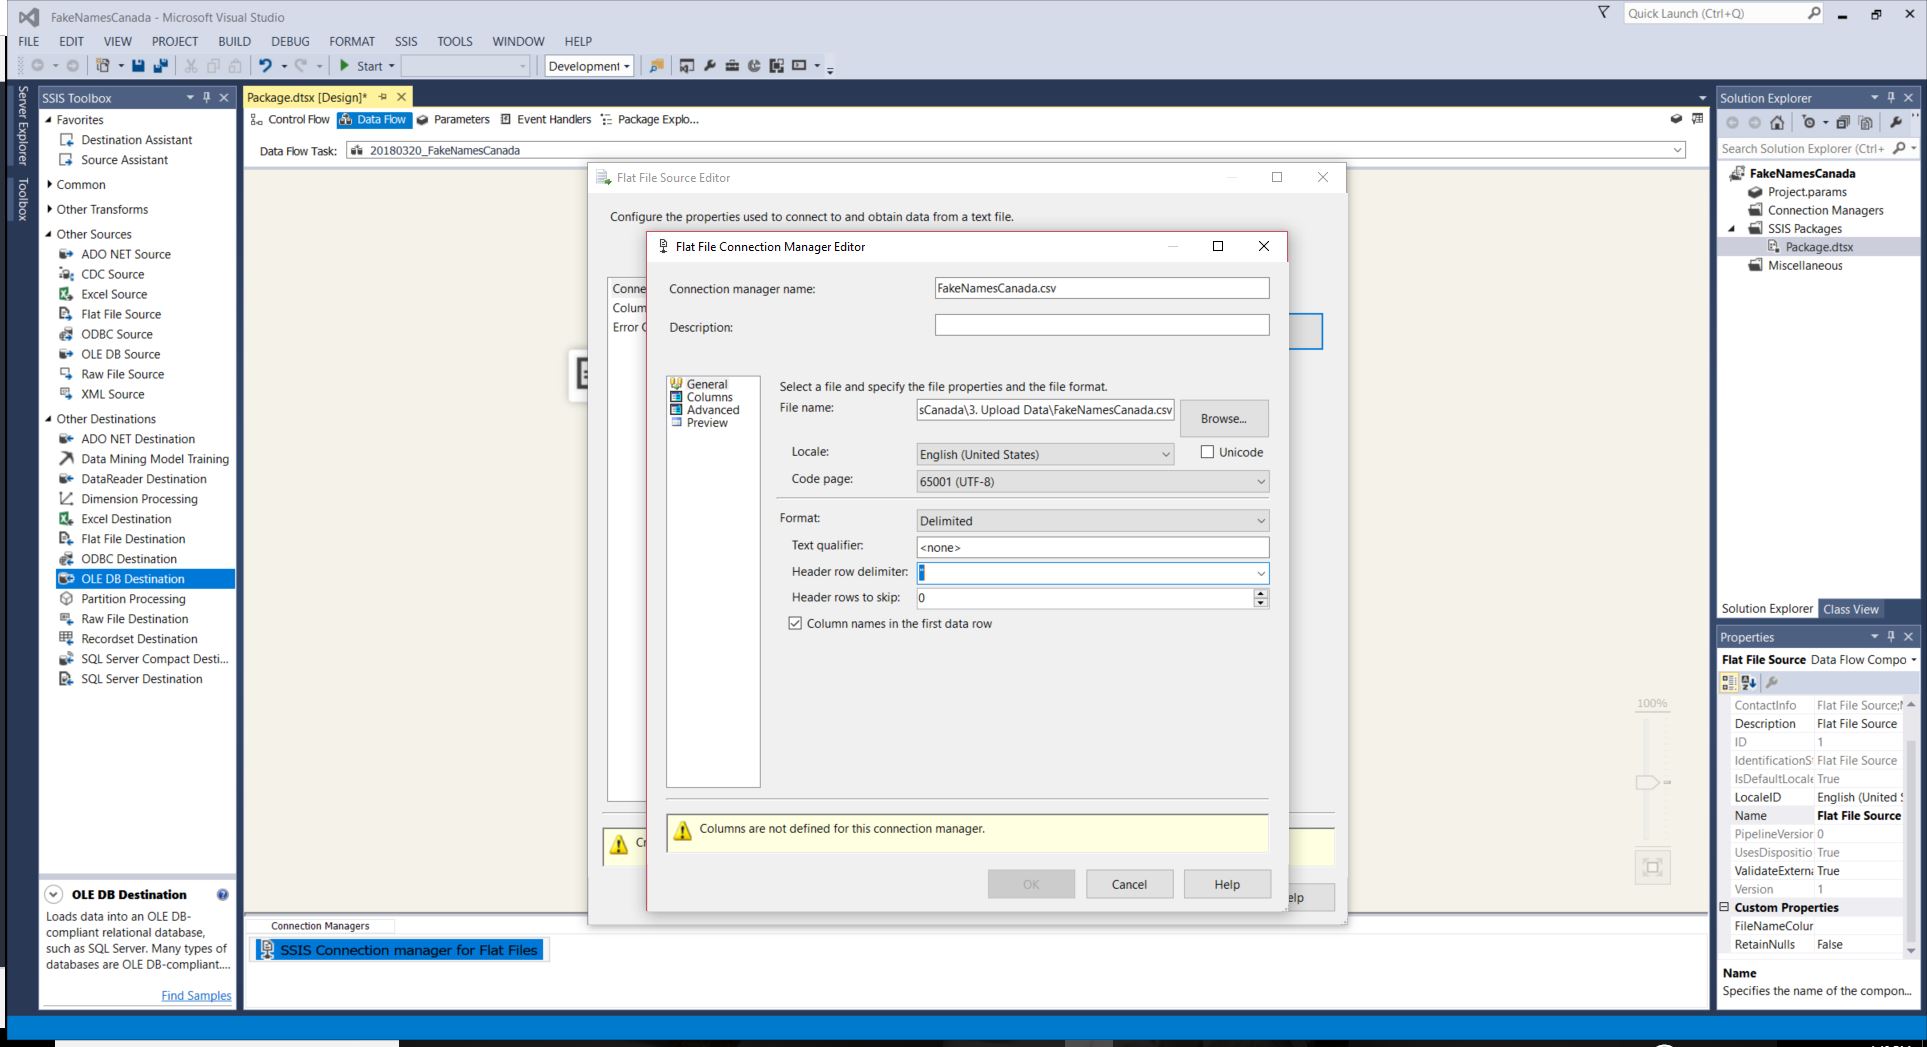 FakeNamesCanada - Microsoft Visual Studio
Quick Launch (Ctrl+Q)
FILE EDIT VIEW PROJECT BUILD DEBUG FORMAT SSIS TOOLS WINDOW HELP
Start
Development
Server Explorer
Toolbox
SSIS Toolbox
Favorites
Destination Assistant
Source Assistant
Common
Other Transforms
Other Sources
ADO NET Source
CDC Source
Excel Source
Flat File Source
ODBC Source
OLE DB Source
Raw File Source
XML Source
Other Destinations
ADO NET Destination
Data Mining Model Training
DataReader Destination
Dimension Processing
Excel Destination
Flat File Destination
ODBC Destination
OLE DB Destination
Partition Processing
Raw File Destination
Recordset Destination
SQL Server Compact Desti...
SQL Server Destination
OLE DB Destination
Loads data into an OLE DB-
compliant relational database,
such as SQL Server. Many types of
databases are OLE DB-compliant....
Find Samples
Package.dtsx [Design]*
Control Flow Data Flow Parameters Event Handlers Package Explo...
Data Flow Task: 20180320_FakeNamesCanada
Flat File Source Editor
Configure the properties used to connect to and obtain data from a text file.
Conne
Colum
Error
Flat File Connection Manager Editor
Connection manager name: FakeNamesCanada.csv
Description:
General
Columns
Advanced
Preview
Select a file and specify the file properties and the file format.
File name: sCanada\3. Upload Data\FakeNamesCanada.csv Browse...
Locale: English (United States) Unicode
Code page: 65001 (UTF-8)
Format: Delimited
Text qualifier: <none>
Header row delimiter:
Header rows to skip: 0
Column names in the first data row
Columns are not defined for this connection manager.
OK Cancel Help
Cr
elp
100%
Connection Managers
SSIS Connection manager for Flat Files
Solution Explorer
Search Solution Explorer (Ctrl+
FakeNamesCanada
Project.params
Connection Managers
SSIS Packages
Package.dtsx
Miscellaneous
Solution Explorer Class View
Properties
Flat File Source Data Flow Compo
ContactInfo Flat File Source;
Description Flat File Source
ID 1
IdentificationS Flat File Source
IsDefaultLocale True
LocaleID English (United S
Name Flat File Source
PipelineVersior 0
UsesDispositio True
ValidateExterna True
Version 1
Custom Properties
FileNameColur
RetainNulls False
Name
Specifies the name of the compon...